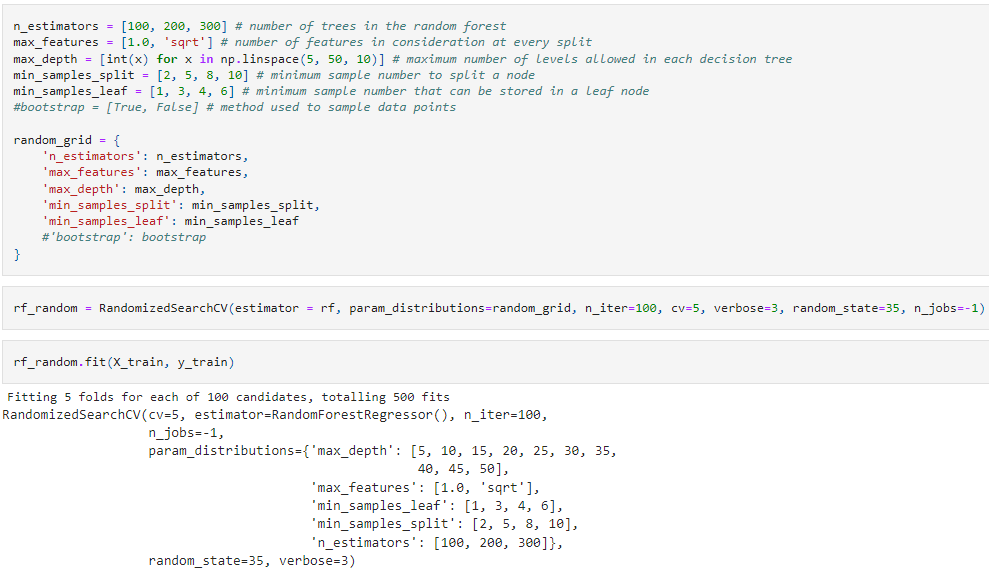 n_estimators = [100, 200, 300] # number of trees in the random forest
max_features = [1.0, 'sqrt'] # number of features in consideration at every split
max_depth = [int(x) for x in np.linspace(5, 50, 10)] # maximum number of levels allowed in each decision tree
min_samples_split = [2, 5, 8, 10] # minimum sample number to split a node
min_samples_leaf = [1, 3, 4, 6] # minimum sample number that can be stored in a leaf node
#bootstrap = [True, False] # method used to sample data points

random_grid = {
    'n_estimators': n_estimators,
    'max_features': max_features,
    'max_depth': max_depth,
    'min_samples_split': min_samples_split,
    'min_samples_leaf': min_samples_leaf
    #'bootstrap': bootstrap
}

rf_random = RandomizedSearchCV(estimator = rf, param_distributions=random_grid, n_iter=100, cv=5, verbose=3, random_state=35, n_jobs=-1)

rf_random.fit(X_train, y_train)

Fitting 5 folds for each of 100 candidates, totalling 500 fits
RandomizedSearchCV(cv=5, estimator=RandomForestRegressor(), n_iter=100,
                   n_jobs=-1,
                   param_distributions={'max_depth': [5, 10, 15, 20, 25, 30, 35,
                                                      40, 45, 50],
                                        'max_features': [1.0, 'sqrt'],
                                        'min_samples_leaf': [1, 3, 4, 6],
                                        'min_samples_split': [2, 5, 8, 10],
                                        'n_estimators': [100, 200, 300]},
                   random_state=35, verbose=3)